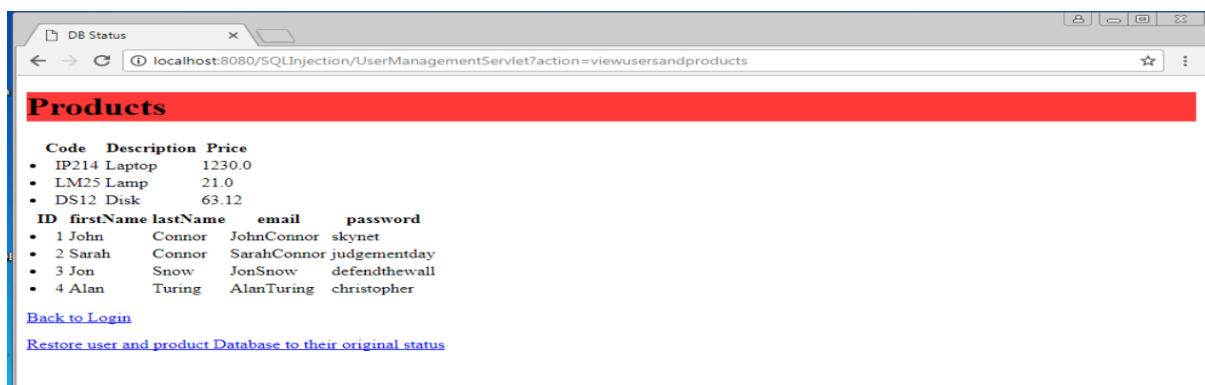 DB Status
localhost:8080/SQLInjection/UserManagementServlet?action=viewusersandproducts
Products
Code Description Price
IP214 Laptop 1230.0
LM25 Lamp 21.0
DS12 Disk 63.12
ID firstName lastName email password
1 John Connor JohnConnor skynet
2 Sarah Connor SarahConnor judgementday
3 Jon Snow JonSnow defendthewall
4 Alan Turing AlanTuring christopher
Back to Login
Restore user and product Database to their original status